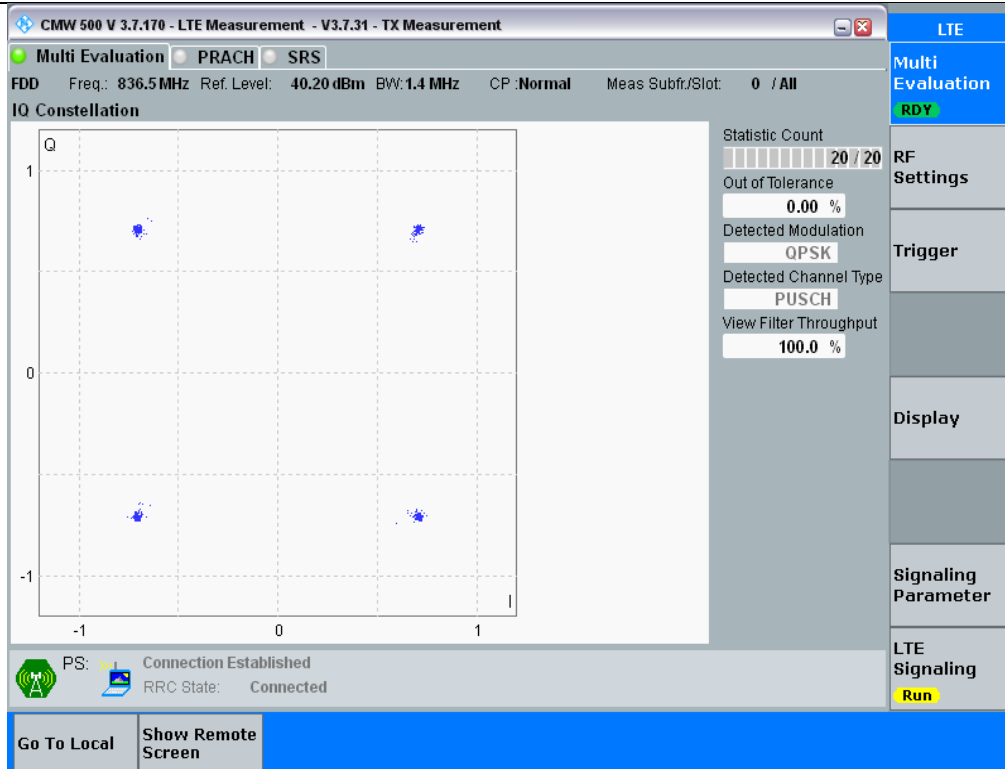 CMW 500 V 3.7.170 - LTE Measurement - V3.7.31 - TX Measurement
LTE
Multi Evaluation PRACH SRS
FDD Freq.: 836.5 MHz Ref. Level: 40.20 dBm BW: 1.4 MHz CP :Normal Meas Subfr./Slot: 0 / All
IQ Constellation
Q
1
0
-1
-1 0 1
I
Statistic Count
20 / 20
Out of Tolerance
0.00 %
Detected Modulation
QPSK
Detected Channel Type
PUSCH
View Filter Throughput
100.0 %
Multi
Evaluation
RDY
RF
Settings
Trigger
Display
Signaling
Parameter
LTE
Signaling
Run
PS: Connection Established
RRC State: Connected
Go To Local
Show Remote
Screen